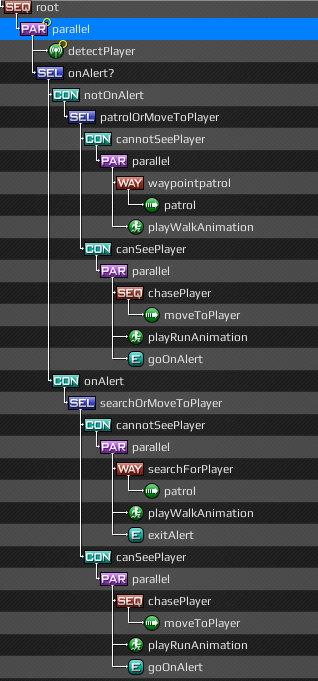 SEQ root
PAR parallel
detectPlayer
SEL onAlert?
CON notOnAlert
SEL patrolOrMoveToPlayer
CON cannotSeePlayer
PAR parallel
WAY waypointpatrol
patrol
playWalkAnimation
CON canSeePlayer
PAR parallel
SEQ chasePlayer
moveToPlayer
playRunAnimation
E goOnAlert
CON onAlert
SEL searchOrMoveToPlayer
CON cannotSeePlayer
PAR parallel
WAY searchForPlayer
patrol
playWalkAnimation
E exitAlert
CON canSeePlayer
PAR parallel
SEQ chasePlayer
moveToPlayer
playRunAnimation
E goOnAlert